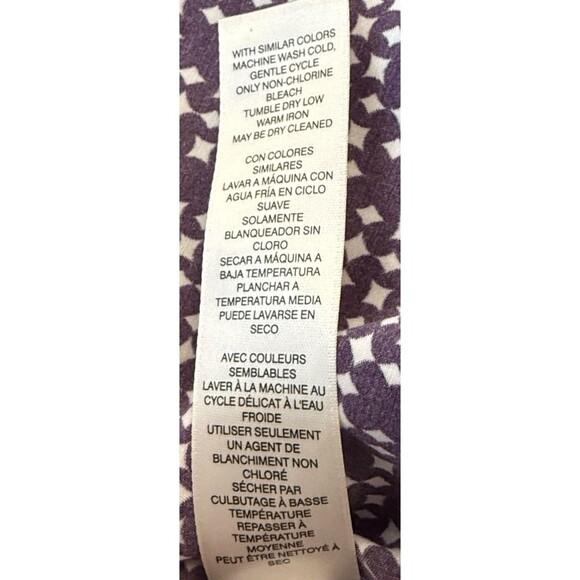 WITH SIMILAR COLORS
MACHINE WASH COLD,
GENTLE CYCLE
ONLY NON-CHLORINE
BLEACH
TUMBLE DRY LOW
WARM IRON
MAY BE DRY CLEANED
CON COLORES
SIMILARES
LAVAR A MÁQUINA CON
AGUA FRÍA EN CICLO
SUAVE
SOLAMENTE
BLANQUEADOR SIN
CLORO
SECAR A MÁQUINA A
BAJA TEMPERATURA
PLANCHAR A
TEMPERATURA MEDIA
PUEDE LAVARSE EN
SECO
AVEC COULEURS
SEMBLABLES
LAVER À LA MACHINE AU
CYCLE DÉLICAT À L'EAU
FROIDE
UTILISER SEULEMENT
UN AGENT DE
BLANCHIMENT NON
CHLORÉ
SÉCHER PAR
CULBUTAGE À BASSE
TEMPÉRATURE
REPASSER À
TEMPÉRATURE
MOYENNE
PEUT ÊTRE NETTOYÉ À
SEC